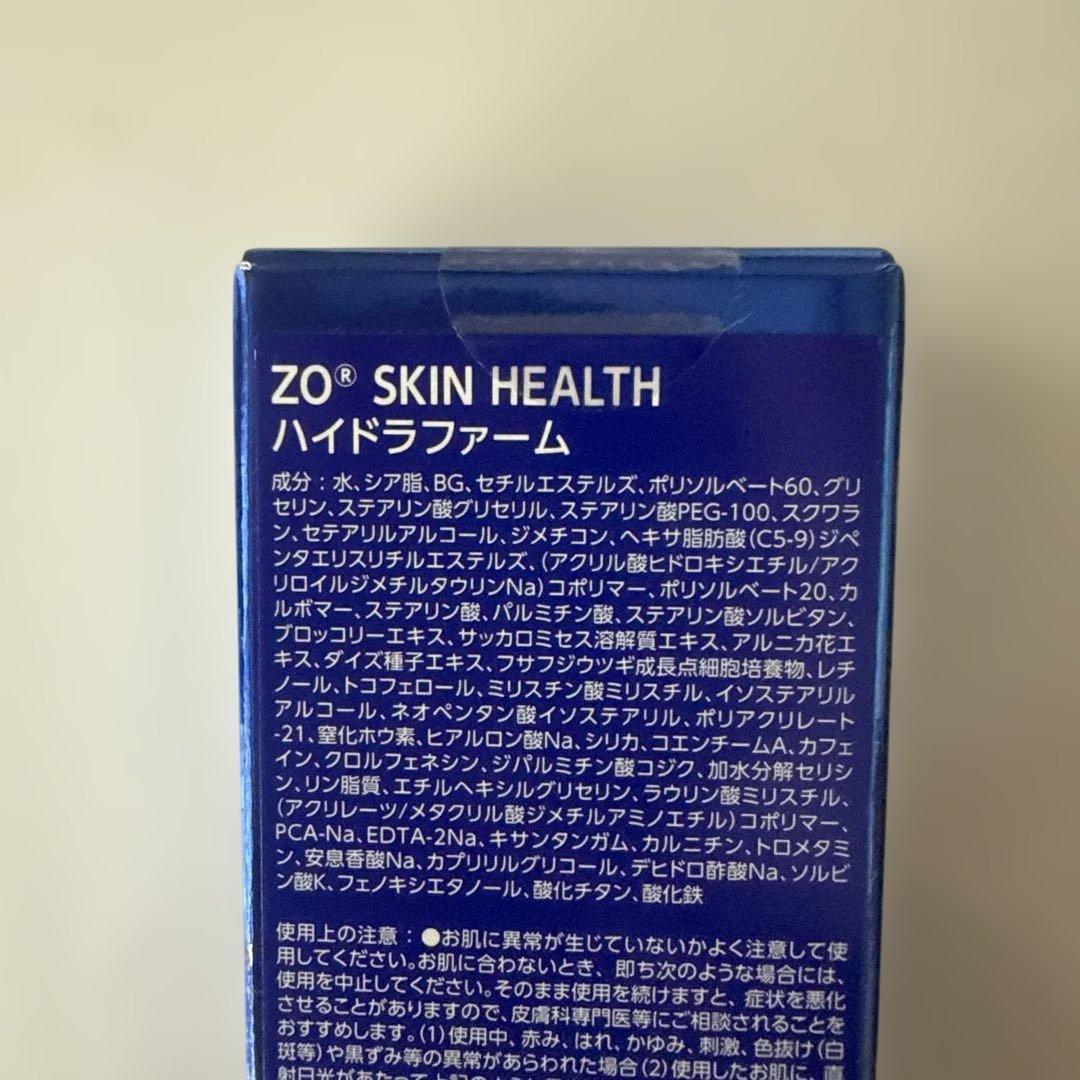 ZO® SKIN HEALTH
ハイドラファーム
成分：水、シア脂、BG、セチルエステルズ、ポリソルベート60、グリ
セリン、ステアリン酸グリセリル、ステアリン酸PEG-100、スクワラ
ン、セテアリルアルコール、ジメチコン、ヘキサ脂肪酸(C5-9)ジペ
ンタエリスリチルエステルズ、(アクリル酸ヒドロキシエチル/アク
リロイルジメチルタウリンNa)コポリマー、ポリソルベート20、カ
ルボマー、ステアリン酸、パルミチン酸、ステアリン酸ソルビタン、
ブロッコリーエキス、サッカロミセス溶解質エキス、アルニカ花エ
キス、ダイズ種子エキス、フサフジウツギ成長点細胞培養物、レチ
ノール、トコフェロール、ミリスチン酸ミリスチル、イソステアリル
アルコール、ネオペンタン酸イソステアリル、ポリアクリレート
-21、窒化ホウ素、ヒアルロン酸Na、シリカ、コエンチームA、カフェ
イン、クロルフェネシン、ジパルミチン酸コジク、加水分解セリシ
ン、リン脂質、エチルヘキシルグリセリン、ラウリン酸ミリスチル、
(アクリレーツ/メタクリル酸ジメチルアミノエチル)コポリマー、
PCA-Na、EDTA-2Na、キサンタンガム、カルニチン、トロメタミ
ン、安息香酸Na、カプリリルグリコール、デヒドロ酢酸Na、ソルビ
ン酸K、フェノキシエタノール、酸化チタン、酸化鉄
使用上の注意：●お肌に異常が生じていないかよく注意して使
用してください。お肌に合わないとき、即ち次のような場合には、
使用を中止してください。そのまま使用を続けますと、症状を悪化
させることがありますので、皮膚科専門医等にご相談されることを
おすすめします。(1)使用中、赤み、はれ、かゆみ、刺激、色抜け(白
斑等)や黒ずみ等の異常があらわれた場合(2)使用したお肌に、直
射日光があたって上記のような